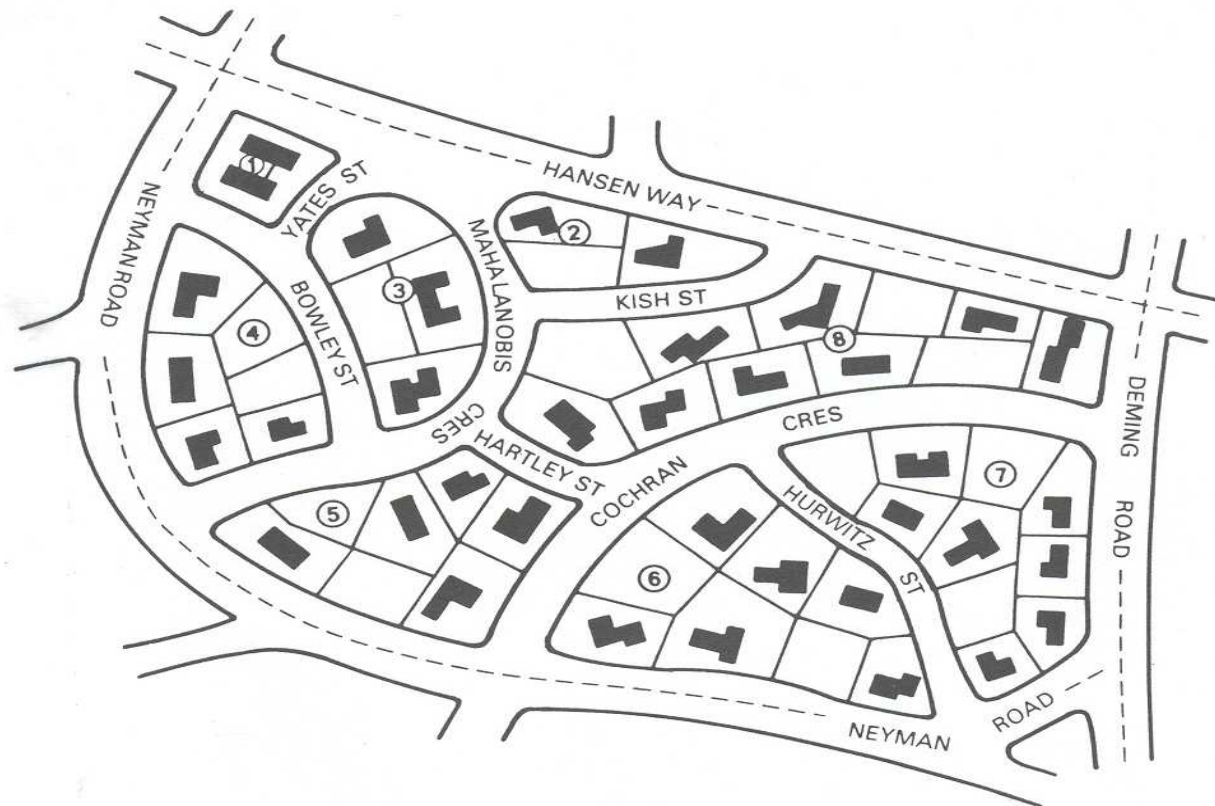 HANSEN WAY
NEYMAN ROAD
1
YATES ST
2
MAHALANOBIS
CRES
3
KISH ST
4
BOWLEY ST
8
CRES
DEMING
ROAD
HARTLEY ST
COCHRAN
5
7
HURWITZ
ST
6
NEYMAN
ROAD